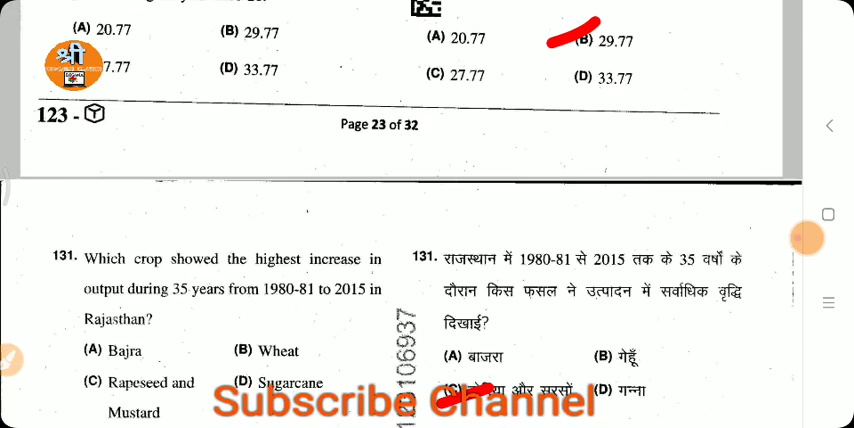 (A) 20.77 (B) 29.77 (A) 20.77 (B) 29.77
7.77 (D) 33.77 (C) 27.77 (D) 33.77
श्री
123 -
Page 23 of 32
131. Which crop showed the highest increase in
output during 35 years from 1980-81 to 2015 in
Rajasthan?
(A) Bajra (B) Wheat
(C) Rapeseed and (D) Sugarcane
Mustard
131. राजस्थान में 1980-81 से 2015 तक के 35 वर्षों के
दौरान किस फ़सल ने उत्पादन में सर्वाधिक वृद्धि
दिखाई?
(A) बाजरा (B) गेहूँ
(C) और सरसों (D) गन्ना
Subscribe Channel